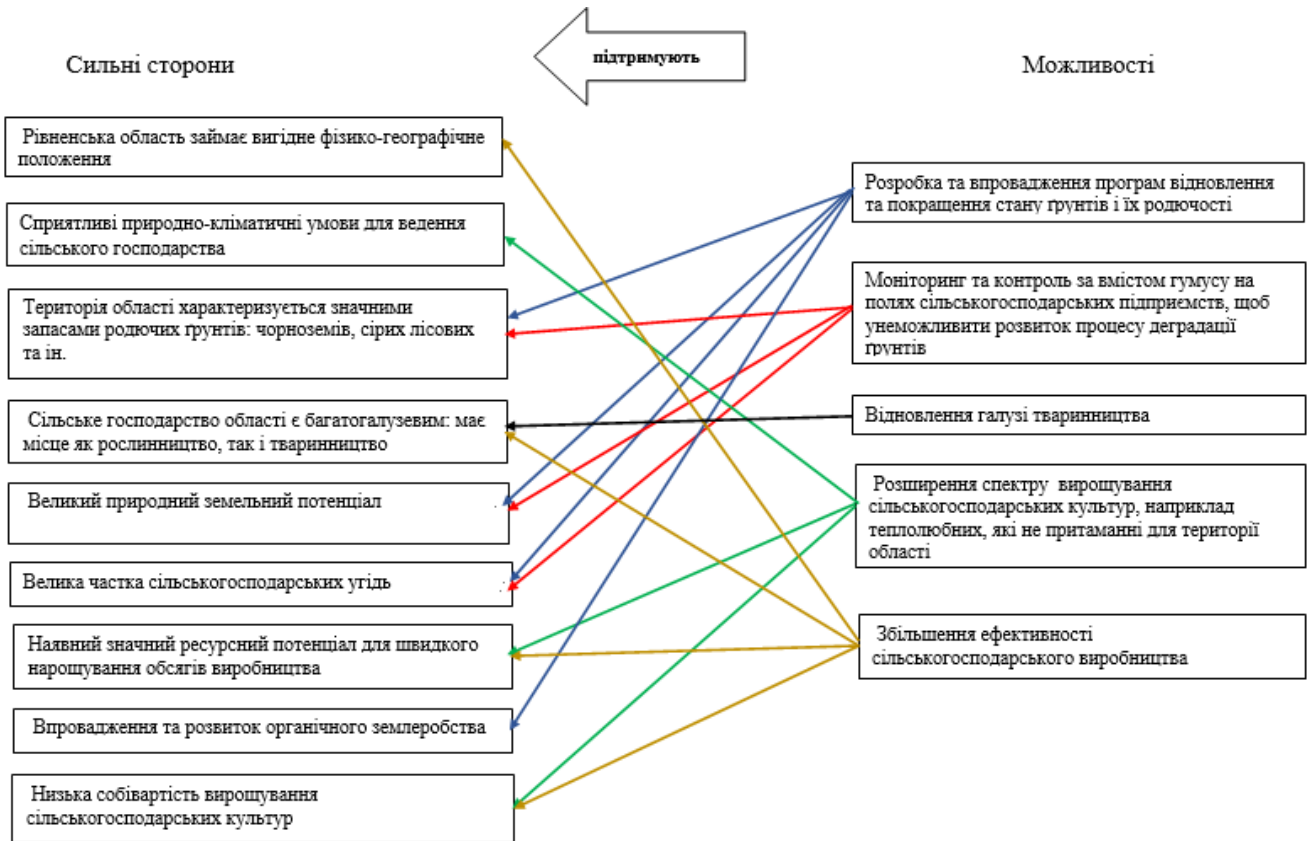 Сильні сторони
підтримують
Можливості
Рівненська область займає вигідне фізико-географічне
положення
Сприятливі природно-кліматичні умови для ведення
сільського господарства
Територія області характеризується значними
запасами родючих ґрунтів: чорноземів, сірих лісових
та ін.
Сільське господарство області є багатогалузевим: має
місце як рослинництво, так і тваринництво
Великий природний земельний потенціал
Велика частка сільськогосподарських угідь
Наявний значний ресурсний потенціал для швидкого
нарощування обсягів виробництва
Впровадження та розвиток органічного землеробства
Низька собівартість вирощування
сільськогосподарських культур
Розробка та впровадження програм відновлення
та покращення стану ґрунтів і їх родючості
Моніторинг та контроль за вмістом гумусу на
полях сільськогосподарських підприємств, щоб
унеможливити розвиток процесу деградації
ґрунтів
Відновлення галузі тваринництва
Розширення спектру вирощування
сільськогосподарських культур, наприклад
теплолюбних, які не притаманні для території
області
Збільшення ефективності
сільськогосподарського виробництва